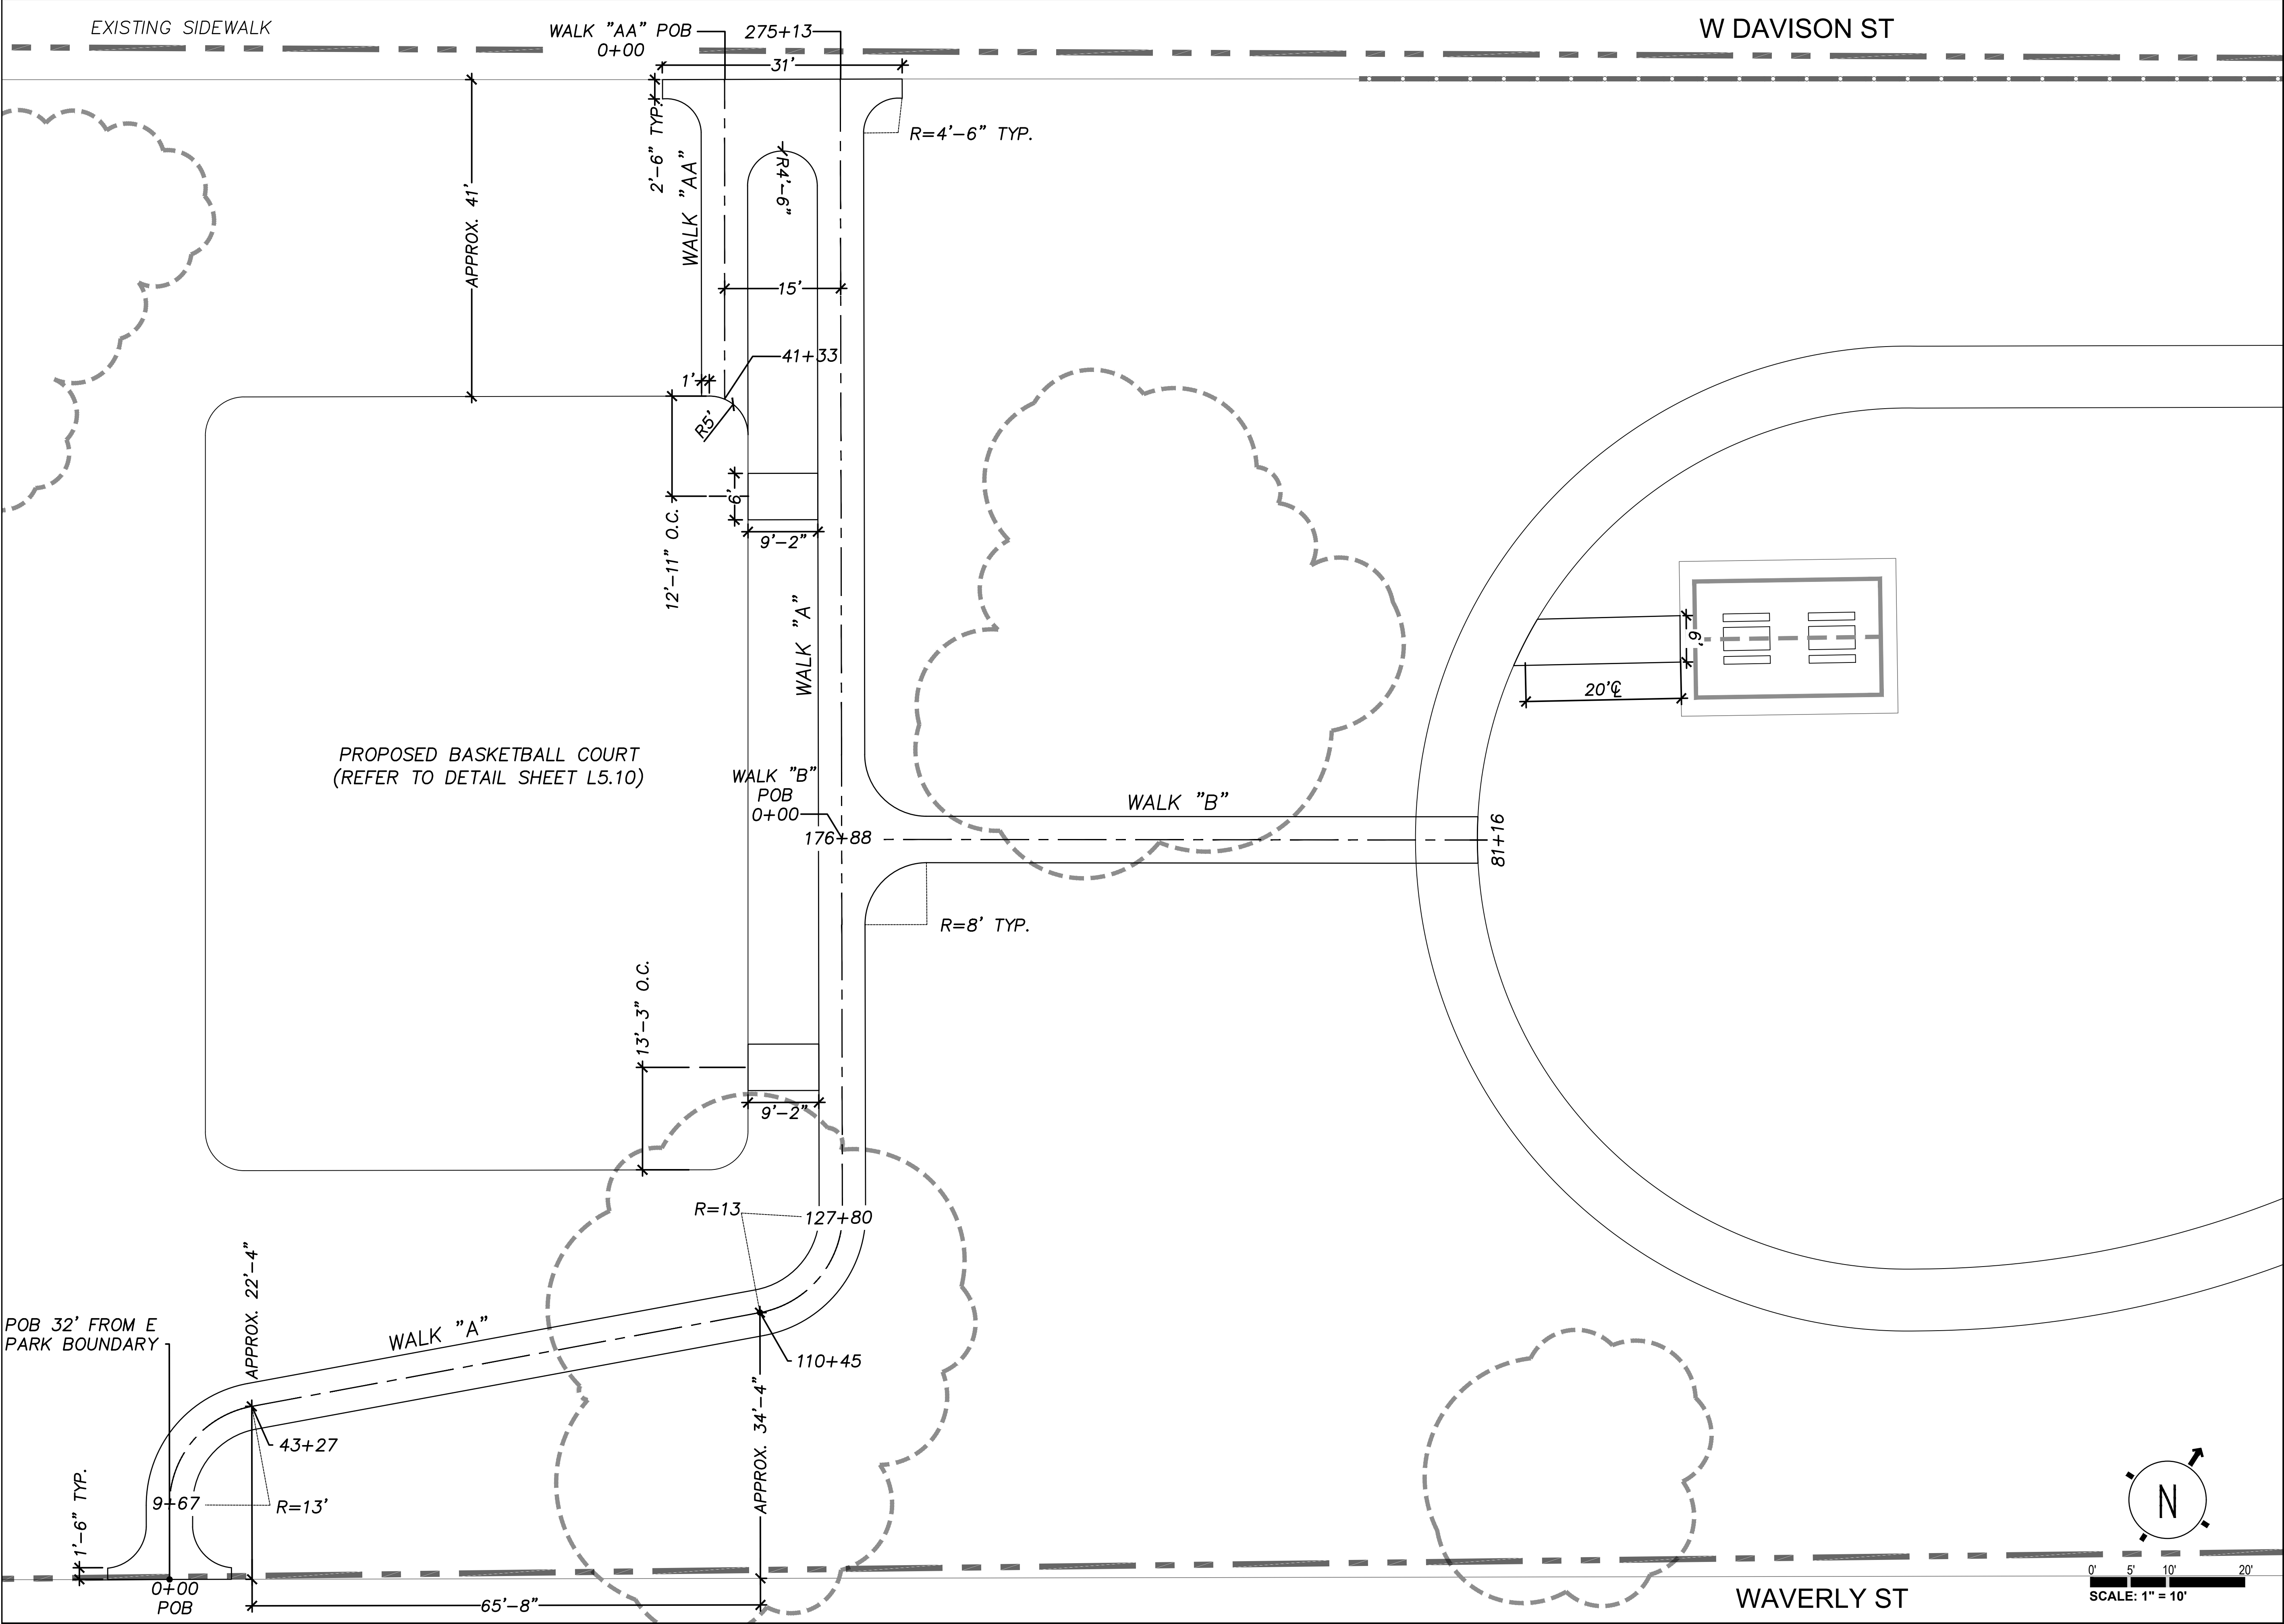 EXISTING SIDEWALK
WALK "AA" POB
0+00
275+13
W DAVISON ST
31'
2'-6" TYP.
R=4'-6" TYP.
WALK "AA"
R4'-6"
APPROX. 41'
15'
41+33
1'
R5'
6'
9'-2"
12'-11" O.C.
WALK "A"
6'
20'℄
PROPOSED BASKETBALL COURT
(REFER TO DETAIL SHEET L5.10)
WALK "B"
POB
0+00
176+88
WALK "B"
81+16
R=8' TYP.
13'-3" O.C.
9'-2"
R=13
127+80
APPROX. 22'-4"
POB 32' FROM E
PARK BOUNDARY
WALK "A"
110+45
APPROX. 34'-4"
43+27
9+67
R=13'
1'-6" TYP.
0+00
POB
65'-8"
WAVERLY ST
N
0' 5' 10' 20'
SCALE: 1" = 10'